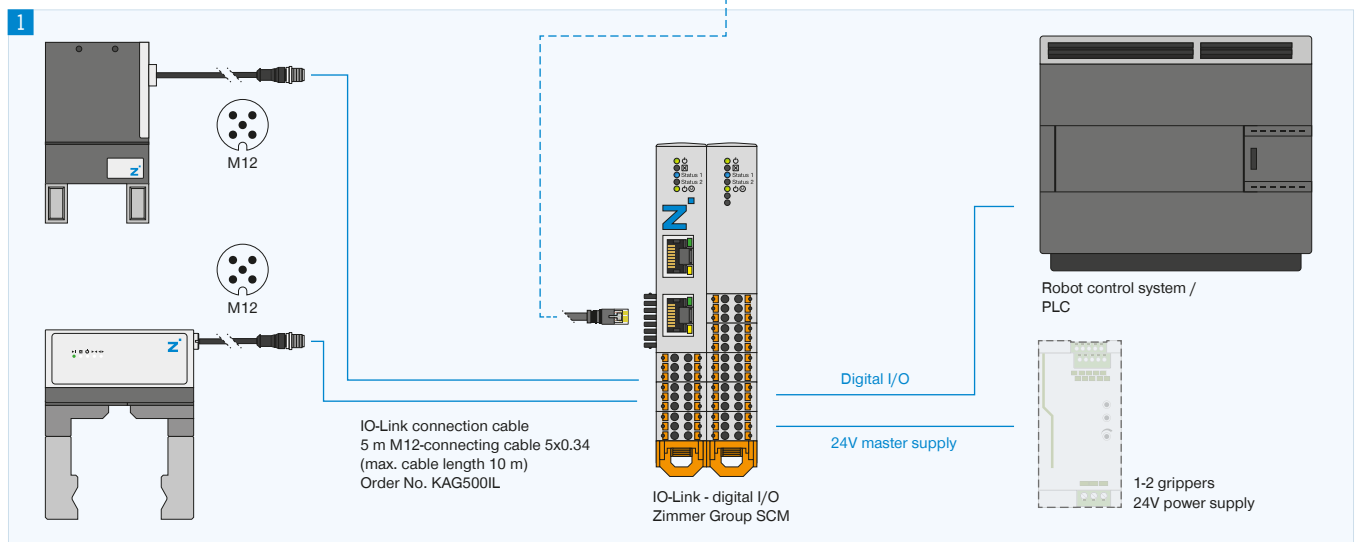 1
M12
M12
IO-Link connection cable
5 m M12-connecting cable 5x0.34
(max. cable length 10 m)
Order No. KAG500IL
Status 1
Status 2
Status 1
Status 2
IO-Link - digital I/O
Zimmer Group SCM
Digital I/O
24V master supply
Robot control system /
PLC
1-2 grippers
24V power supply